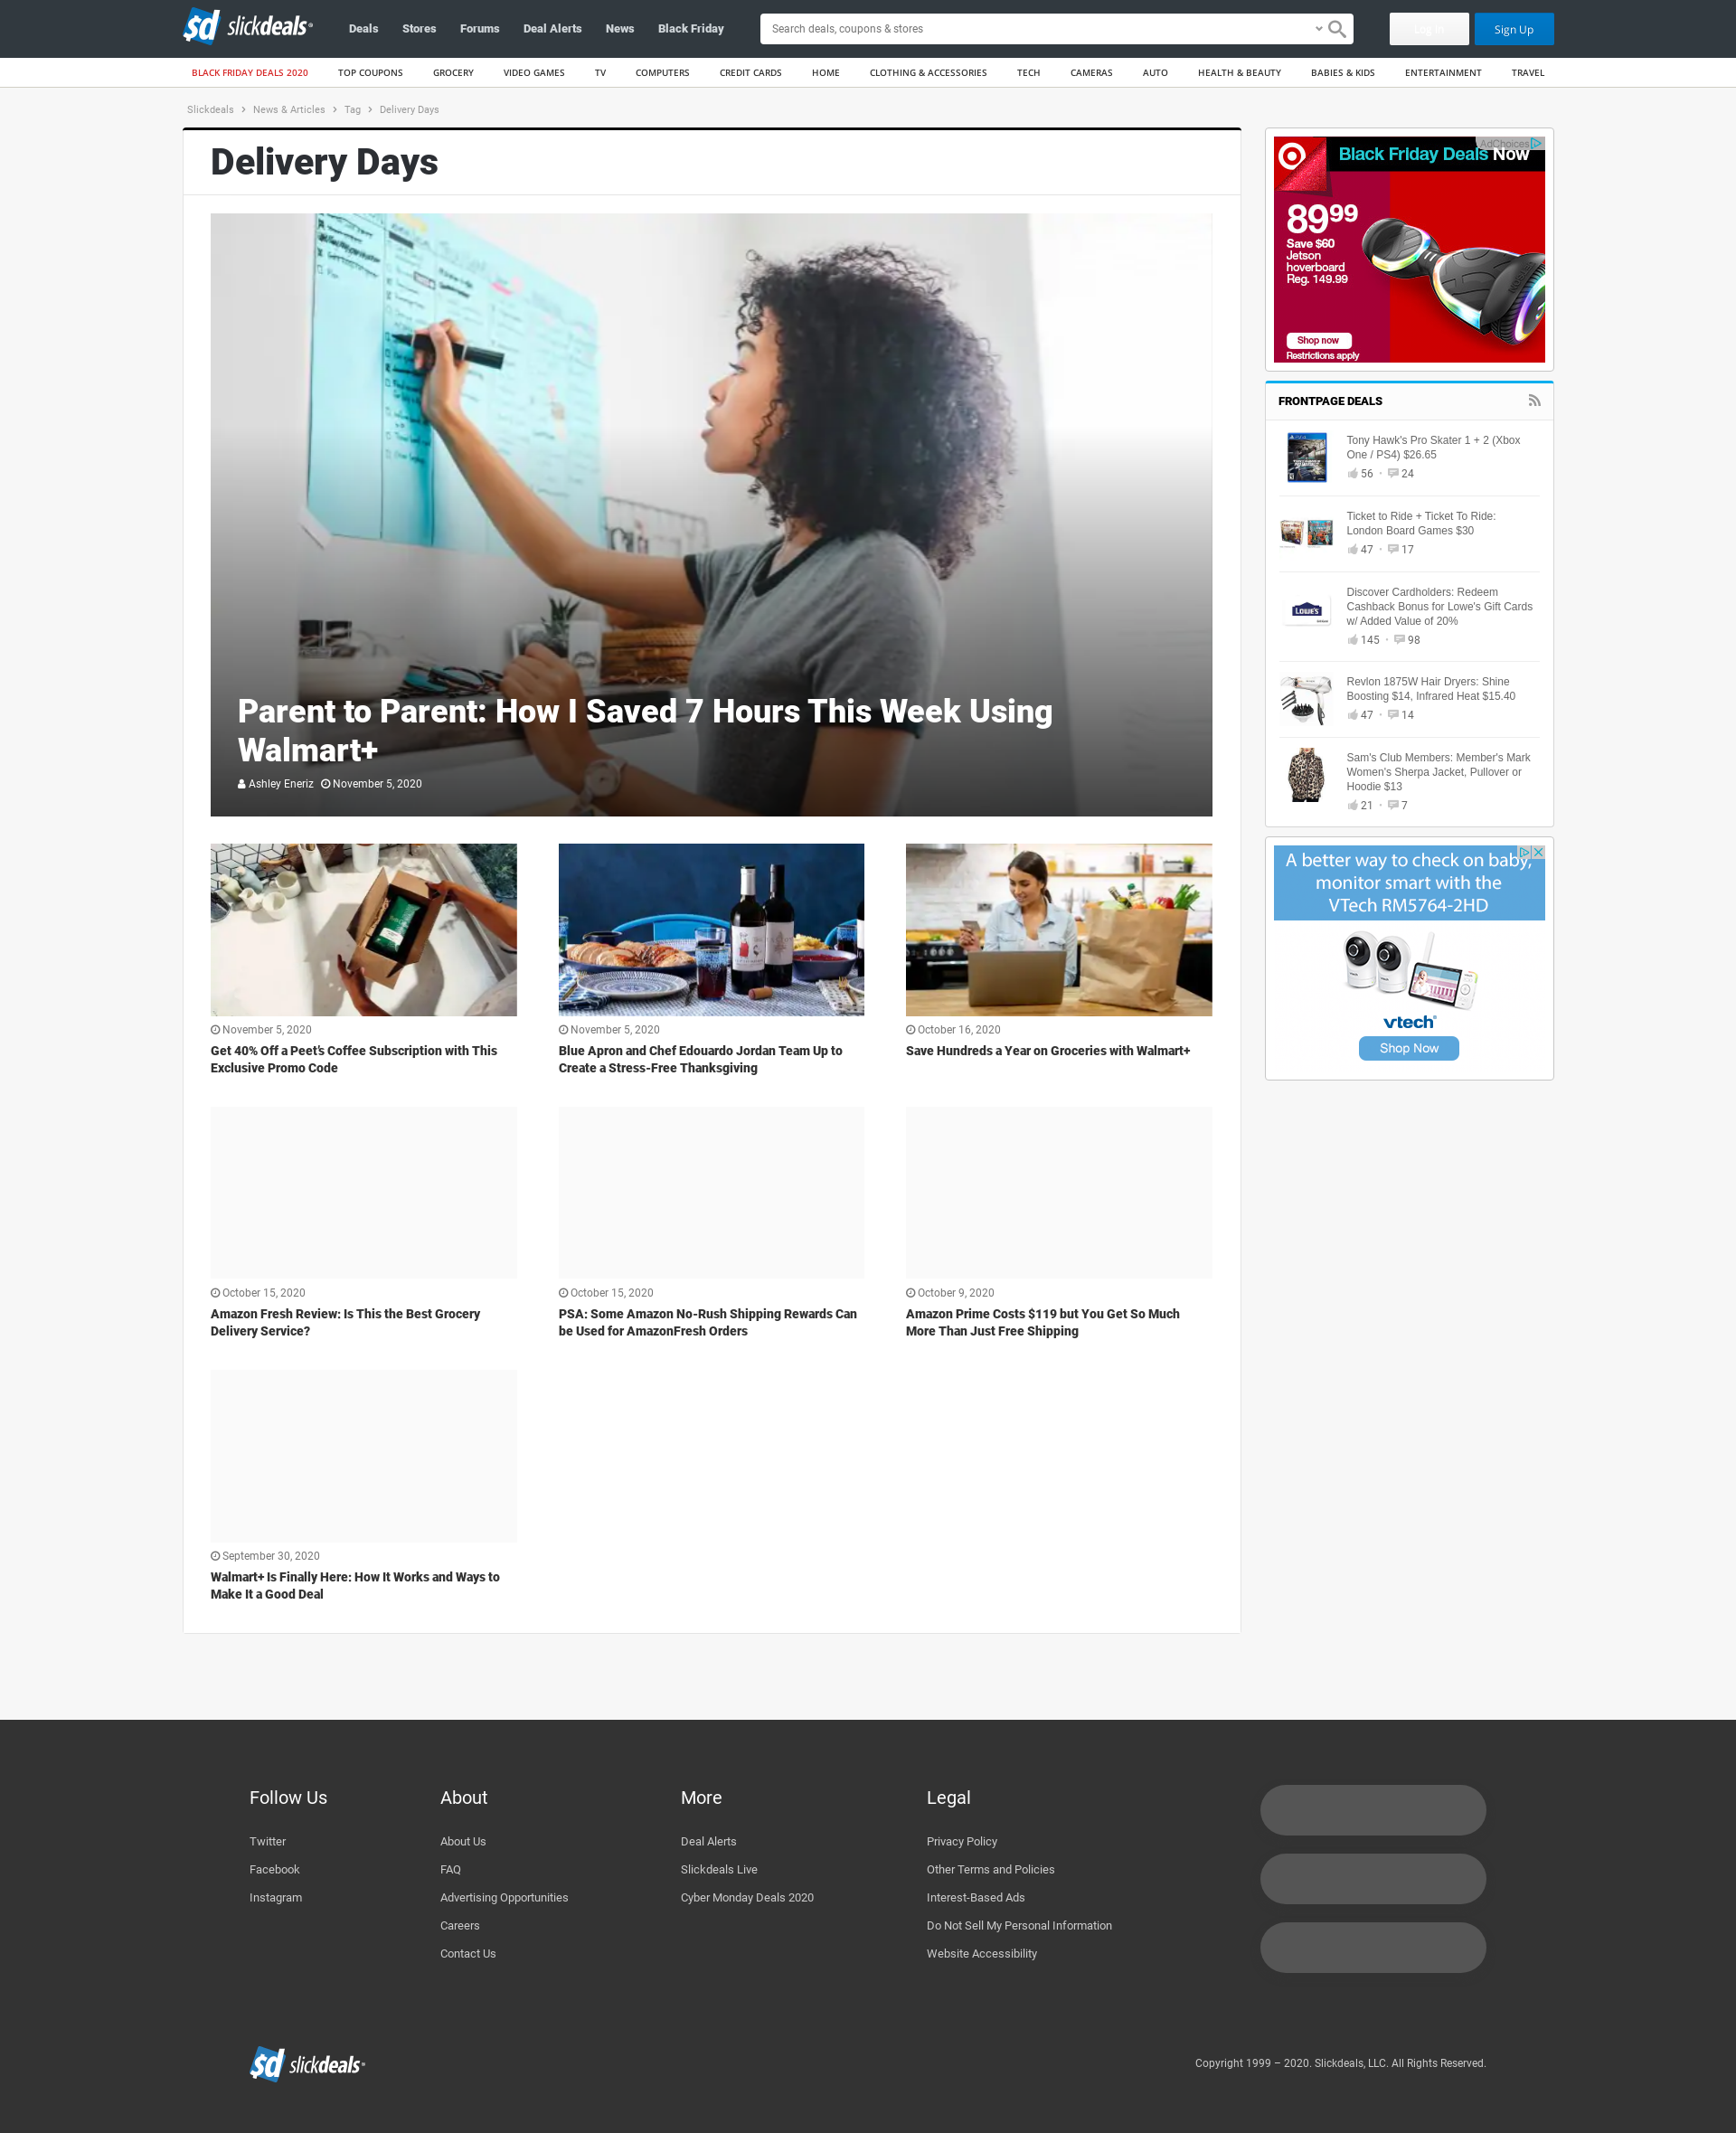 slickdeals
Deals
Stores
Forums
Deal Alerts
News
Black Friday
Search deals, coupons & stores
Log In
Sign Up
BLACK FRIDAY DEALS 2020
TOP COUPONS
GROCERY
VIDEO GAMES
TV
COMPUTERS
CREDIT CARDS
HOME
CLOTHING & ACCESSORIES
TECH
CAMERAS
AUTO
HEALTH & BEAUTY
BABIES & KIDS
ENTERTAINMENT
TRAVEL
Slickdeals > News & Articles > Tag > Delivery Days
Delivery Days
Parent to Parent: How I Saved 7 Hours This Week Using
Walmart+
Ashley Eneriz November 5, 2020
November 5, 2020
Get 40% Off a Peet’s Coffee Subscription with This
Exclusive Promo Code
November 5, 2020
Blue Apron and Chef Edouardo Jordan Team Up to
Create a Stress-Free Thanksgiving
October 16, 2020
Save Hundreds a Year on Groceries with Walmart+
October 15, 2020
Amazon Fresh Review: Is This the Best Grocery
Delivery Service?
October 15, 2020
PSA: Some Amazon No-Rush Shipping Rewards Can
be Used for AmazonFresh Orders
October 9, 2020
Amazon Prime Costs $119 but You Get So Much
More Than Just Free Shipping
September 30, 2020
Walmart+ Is Finally Here: How It Works and Ways to
Make It a Good Deal
AdChoices
Black Friday Deals Now
89 99
Save $60
Jetson
hoverboard
Reg. 149.99
Shop now
Restrictions apply
FRONTPAGE DEALS
Tony Hawk's Pro Skater 1 + 2 (Xbox
One / PS4) $26.65
56 • 24
Ticket to Ride + Ticket To Ride:
London Board Games $30
47 • 17
LOWE'S
Discover Cardholders: Redeem
Cashback Bonus for Lowe's Gift Cards
w/ Added Value of 20%
145 • 98
Revlon 1875W Hair Dryers: Shine
Boosting $14, Infrared Heat $15.40
47 • 14
Sam's Club Members: Member's Mark
Women's Sherpa Jacket, Pullover or
Hoodie $13
21 • 7
A better way to check on baby,
monitor smart with the
VTech RM5764-2HD
vtech
Shop Now
Follow Us
Twitter
Facebook
Instagram
About
About Us
FAQ
Advertising Opportunities
Careers
Contact Us
More
Deal Alerts
Slickdeals Live
Cyber Monday Deals 2020
Legal
Privacy Policy
Other Terms and Policies
Interest-Based Ads
Do Not Sell My Personal Information
Website Accessibility
slickdeals
Copyright 1999 – 2020. Slickdeals, LLC. All Rights Reserved.